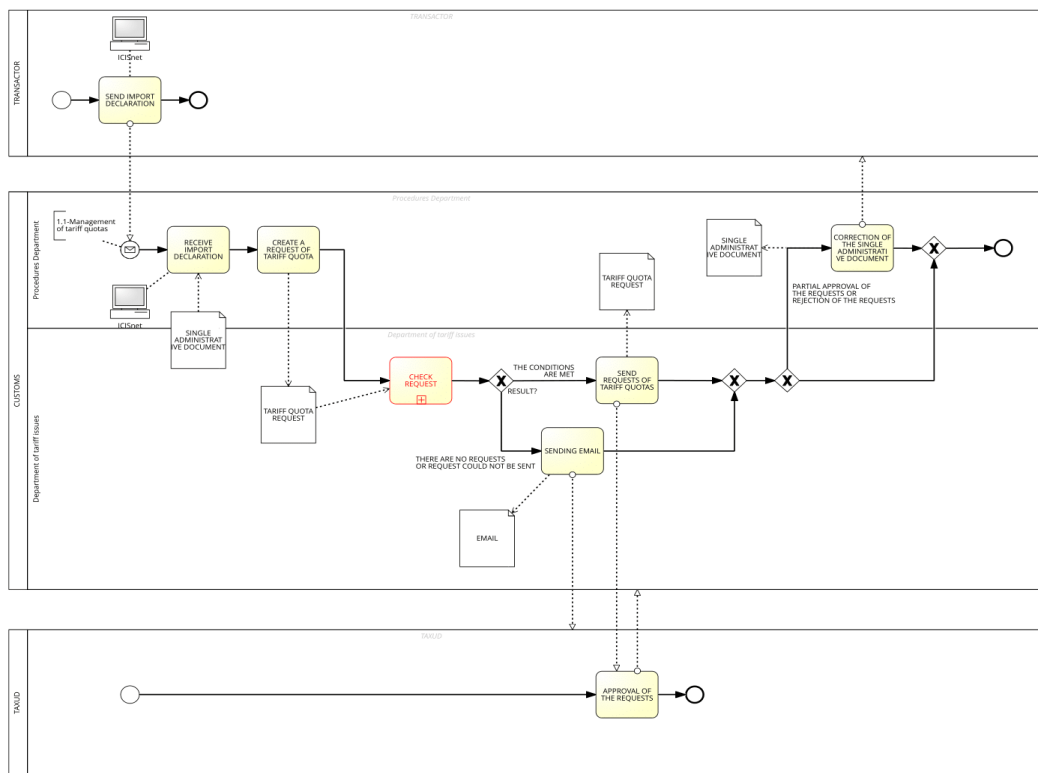 TRANSACTOR
TRANSACTOR
ICISnet
SEND IMPORT
DECLARATION
CUSTOMS
Procedures Department
Procedures Department
1.1-Management
of tariff quotas
RECEIVE
IMPORT
DECLARATION
CREATE A
REQUEST OF
TARIFF QUOTA
ICISnet
SINGLE
ADMINISTRAT
IVE DOCUMENT
TARIFF QUOTA
REQUEST
SINGLE
ADMINISTRAT
IVE DOCUMENT
CORRECTION OF
THE SINGLE
ADMINISTRATI
VE DOCUMENT
PARTIAL APPROVAL OF
THE REQUESTS OR
REJECTION OF THE REQUESTS
Department of tariff issues
Department of tariff issues
TARIFF QUOTA
REQUEST
CHECK
REQUEST
THE CONDITIONS
ARE MET
RESULT?
SEND
REQUESTS OF
TARIFF QUOTAS
SENDING EMAIL
THERE ARE NO REQUESTS
OR REQUEST COULD NOT BE SENT
EMAIL
TAXUD
TAXUD
APPROVAL OF
THE REQUESTS